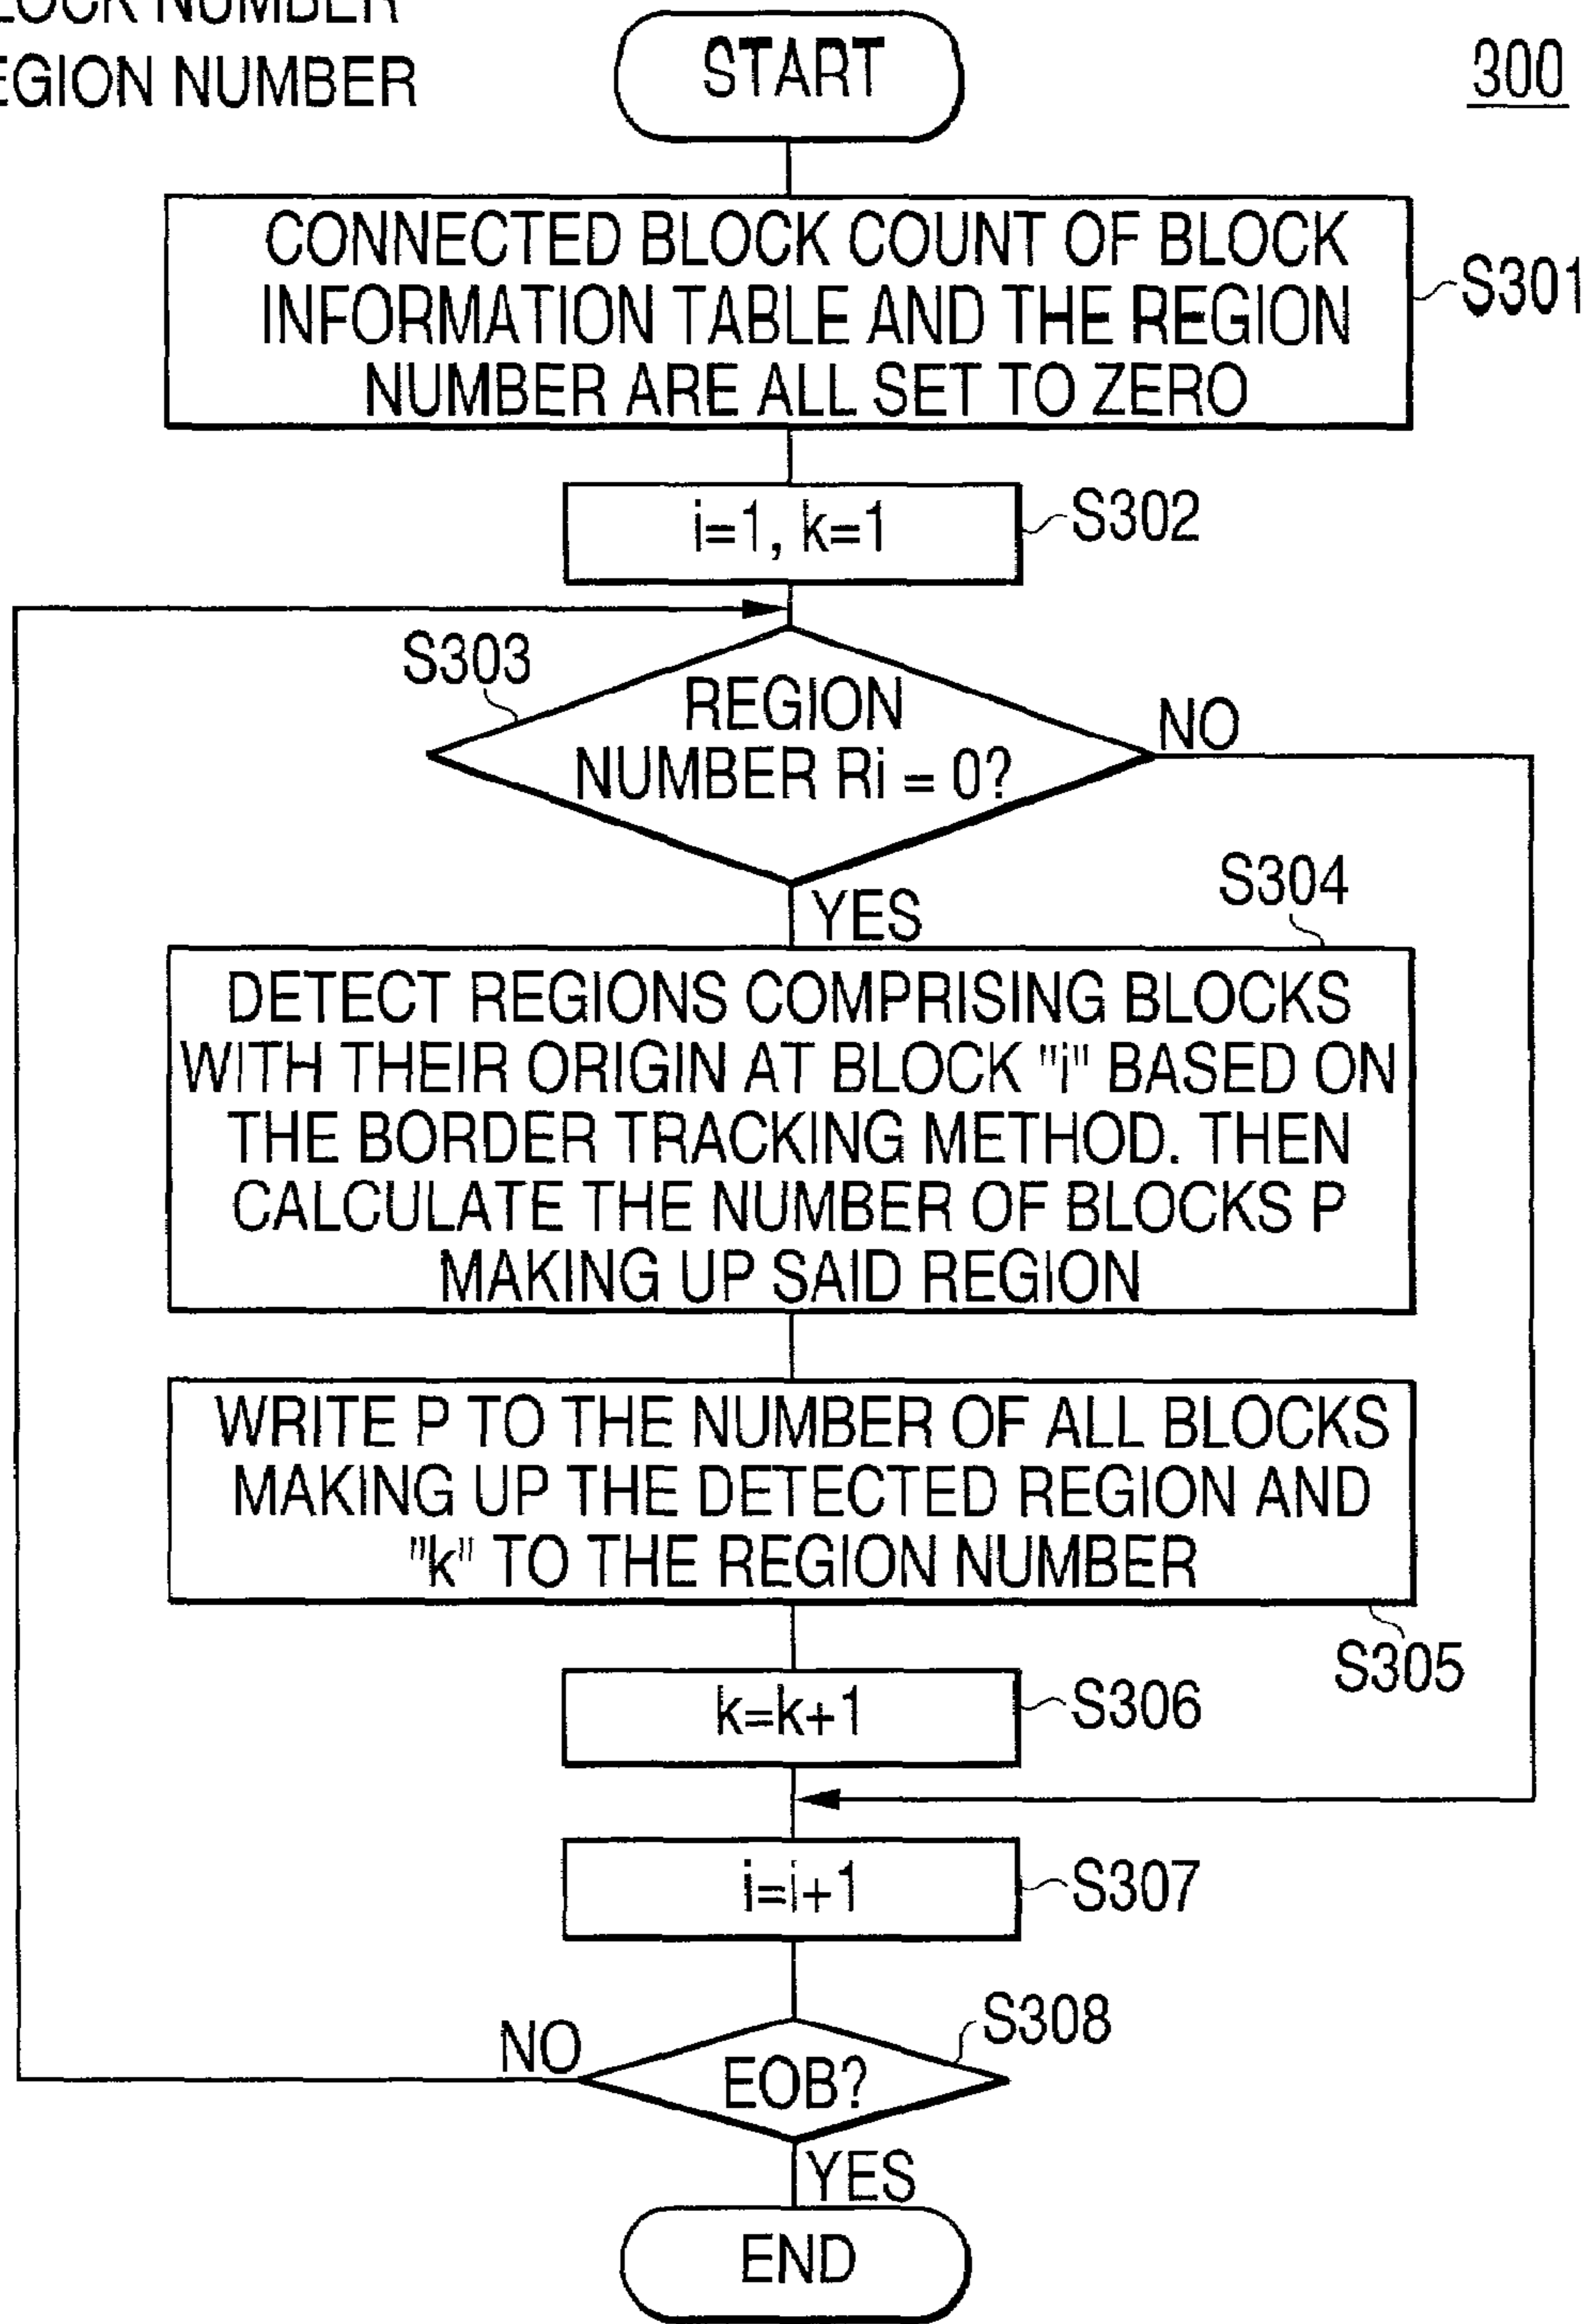 NUMBER
REGION NUMBER
START
300
CONNECTED BLOCK COUNT OF BLOCK
INFORMATION TABLE AND THE REGION
NUMBER ARE ALL SET TO ZERO
S301
i=1, k=1
S302
S303
REGION
NUMBER Ri = 0?
NO
YES
S304
DETECT REGIONS COMPRISING BLOCKS
WITH THEIR ORIGIN AT BLOCK "i" BASED ON
THE BORDER TRACKING METHOD. THEN
CALCULATE THE NUMBER OF BLOCKS P
MAKING UP SAID REGION
WRITE P TO THE NUMBER OF ALL BLOCKS
MAKING UP THE DETECTED REGION AND
"k" TO THE REGION NUMBER
S305
k=k+1
S306
i=i+1
S307
S308
NO
EOB?
YES
END